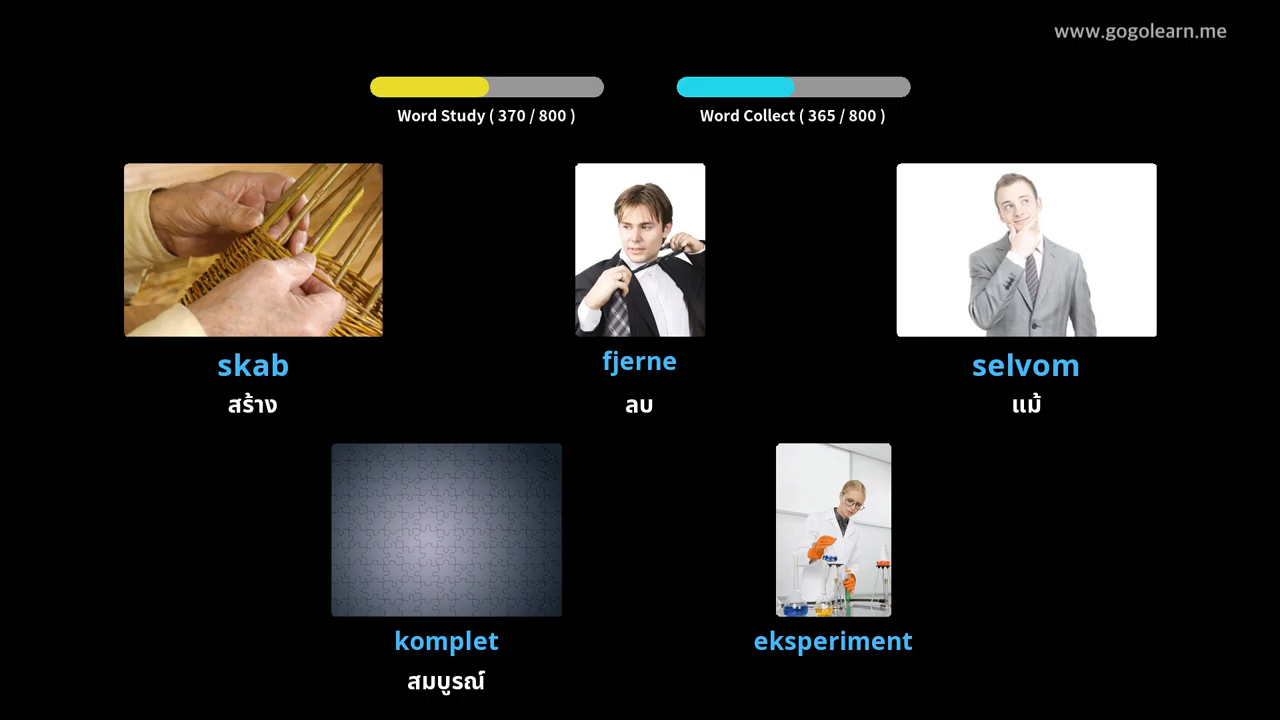 www.gogolearn.me
Word Study ( 370 / 800 )
Word Collect ( 365 / 800 )
skab
fjerne
selvom
สร้าง
ลบ
แม้
komplet
eksperiment
สมบูรณ์